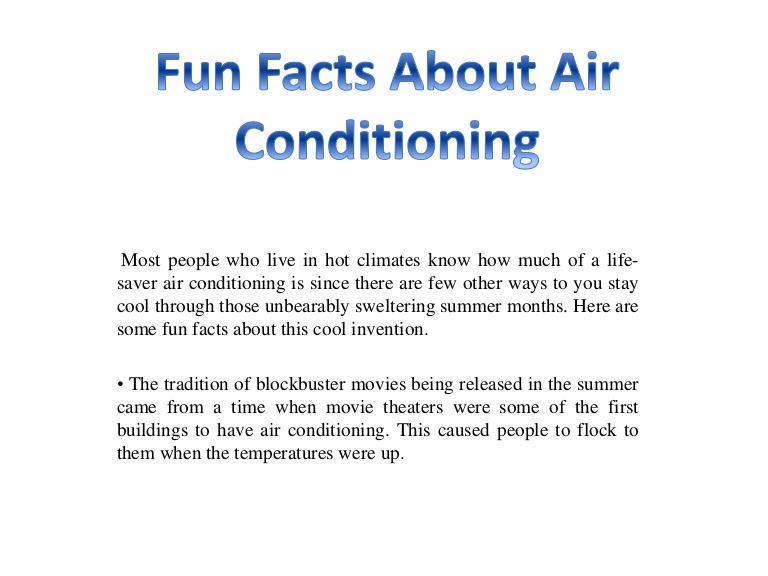 Fun Facts About Air
Conditioning
Most people who live in hot climates know how much of a life-
saver air conditioning is since there are few other ways to you stay
cool through those unbearably sweltering summer months. Here are
some fun facts about this cool invention.
• The tradition of blockbuster movies being released in the summer
came from a time when movie theaters were some of the first
buildings to have air conditioning. This caused people to flock to
them when the temperatures were up.